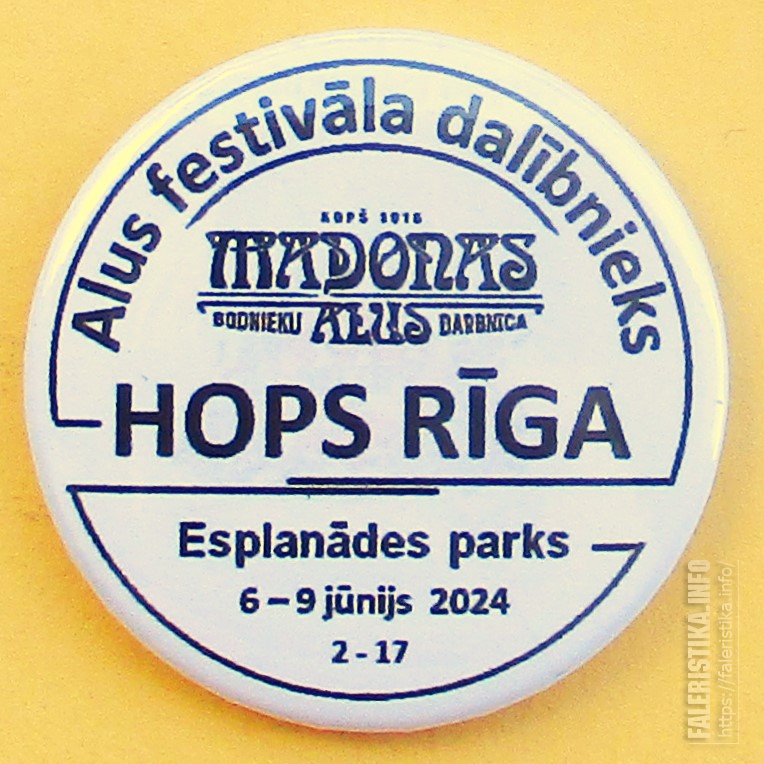 Alus festivāla dalībnieks
KOPŠ 1918
MADONAS
BODNIEKU ALUS DARBNĪCA
HOPS RĪGA
Esplanādes parks
6 – 9 jūnijs 2024
2 - 17
FALERISTIKA.INFO
https://faleristika.info/